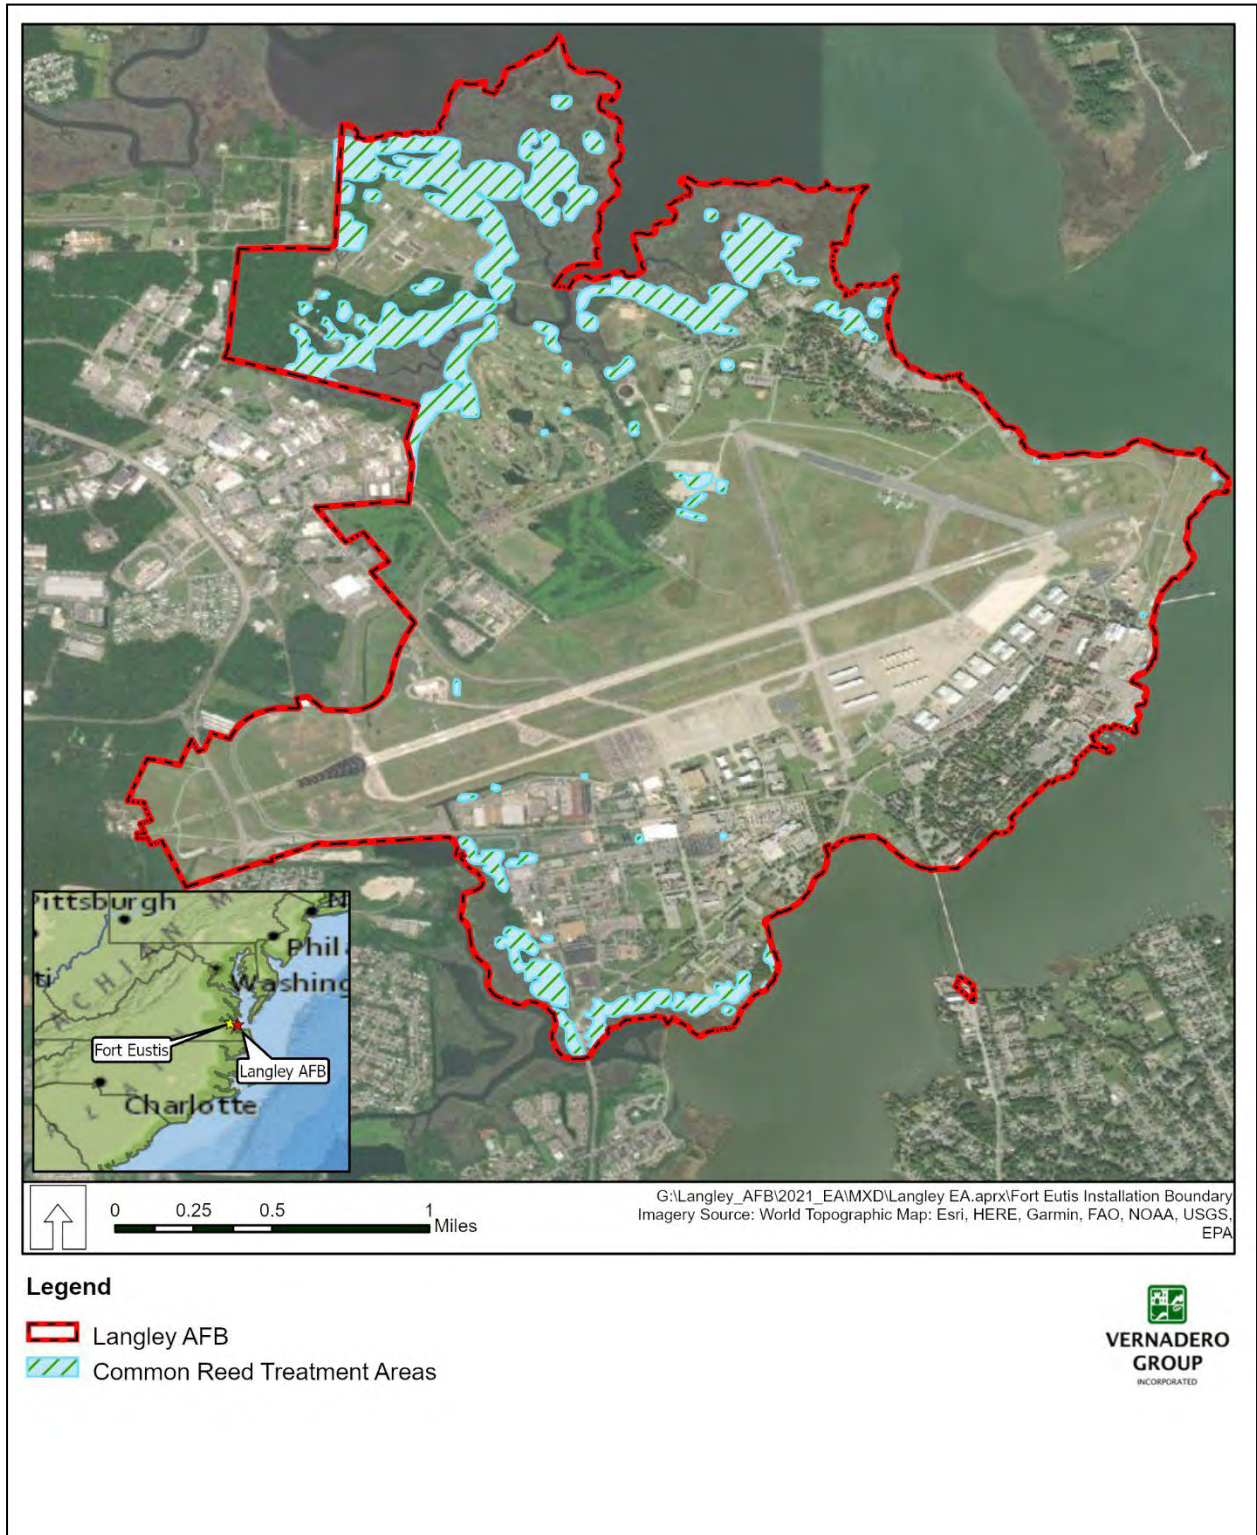 Pittsburgh
N
Phil
Washing
CHIAN M
Fort Eustis
Langley AFB
Charlotte
0 0.25 0.5 1
Miles
G:\Langley_AFB\2021_EA\MXD\Langley EA.aprx\Fort Eutis Installation Boundary
Imagery Source: World Topographic Map: Esri, HERE, Garmin, FAO, NOAA, USGS,
EPA
Legend
Langley AFB
Common Reed Treatment Areas
VERNADERO
GROUP
INCORPORATED